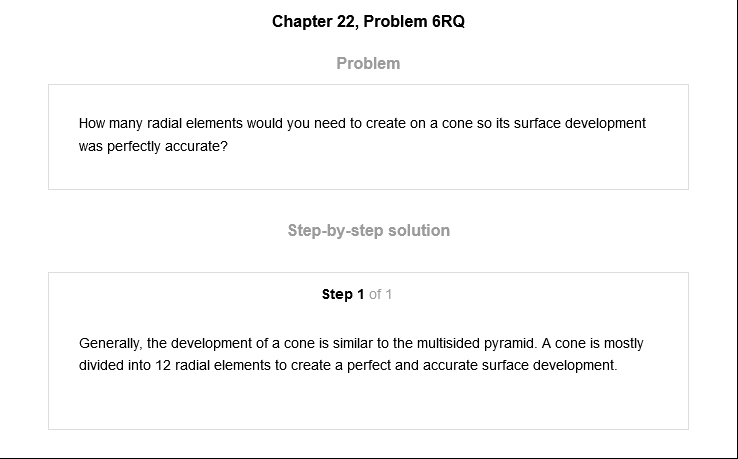 Chapter 22, Problem 6RQ
Problem
How many radial elements would you need to create on a cone so its surface development
was perfectly accurate?
Step-by-step solution
Step 1 of 1
Generally, the development of a cone is similar to the multisided pyramid. A cone is mostly
divided into 12 radial elements to create a perfect and accurate surface development.